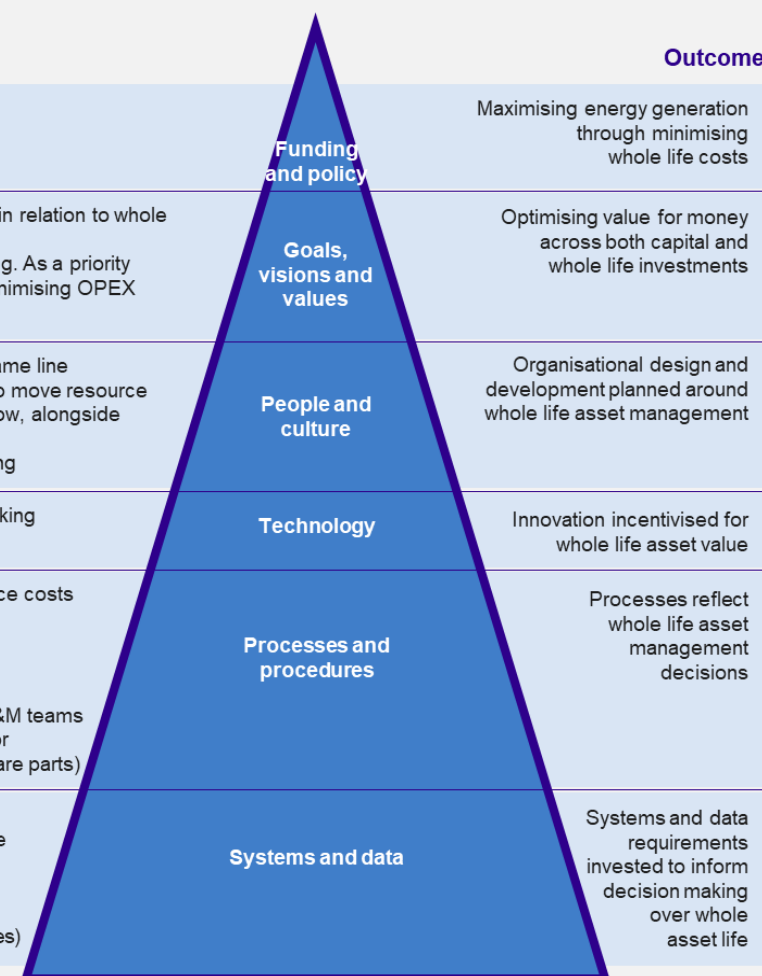 Outcome
Funding
and policy
Maximising energy generation
through minimising
whole life costs
in relation to whole
g. As a priority
nimising OPEX
Goals,
visions and
values
Optimising value for money
across both capital and
whole life investments
ame line
o move resource
ow, alongside
ng
People and
culture
Organisational design and
development planned around
whole life asset management
king
Technology
Innovation incentivised for
whole life asset value
ce costs
&M teams
or
are parts)
Processes and
procedures
Processes reflect
whole life asset
management
decisions
e
es)
Systems and data
Systems and data
requirements
invested to inform
decision making
over whole
asset life